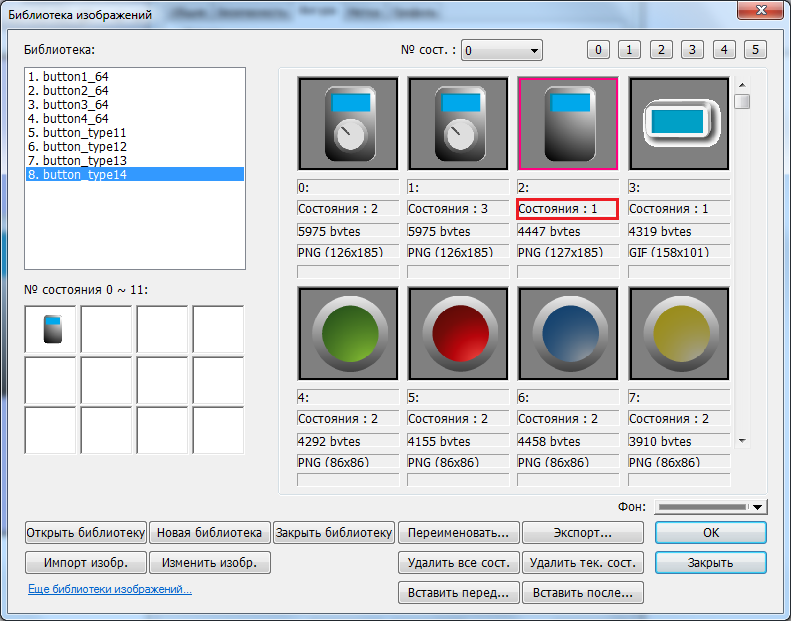 Библиотека изображений
Библиотека:
№ сост. : 0
0 1 2 3 4 5
1. button1_64
2. button2_64
3. button3_64
4. button4_64
5. button_type11
6. button_type12
7. button_type13
8. button_type14
0: 1: 2: 3:
Состояния : 2 Состояния : 3 Состояния : 1 Состояния : 1
5975 bytes 5975 bytes 4447 bytes 4319 bytes
PNG (126x185) PNG (126x185) PNG (127x185) GIF (158x101)
№ состояния 0 ~ 11:
4: 5: 6: 7:
Состояния : 2 Состояния : 2 Состояния : 2 Состояния : 2
4292 bytes 4155 bytes 4458 bytes 3910 bytes
PNG (86x86) PNG (86x86) PNG (86x86) PNG (86x86)
Фон:
Открыть библиотеку Новая библиотека Закрыть библиотеку Переименовать... Экспорт... OK
Импорт изобр. Изменить изобр. Удалить все сост. Удалить тек. сост. Закрыть
Еще библиотеки изображений... Вставить перед... Вставить после...